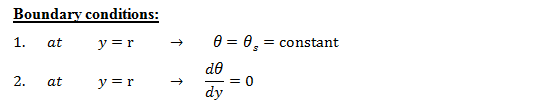 Boundary conditions:
1. at y = r → θ = θ_s = constant
2. at y = r → dθ/dy = 0